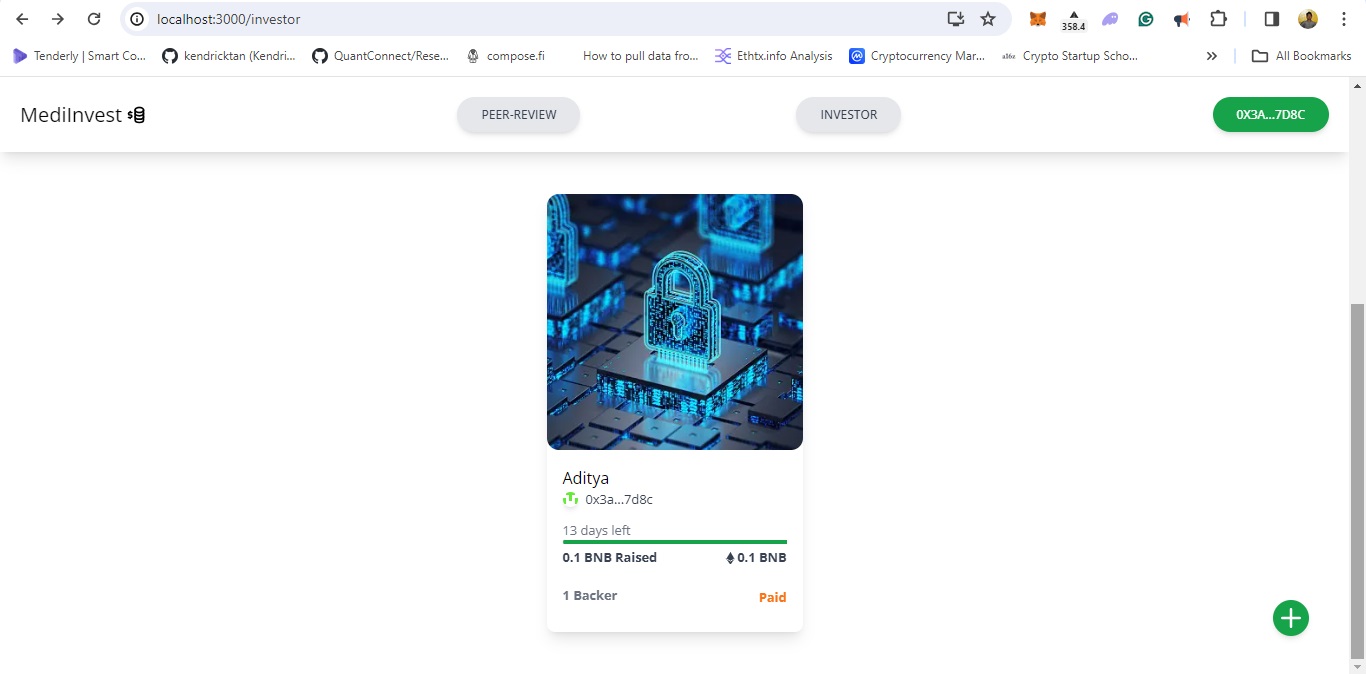 localhost:3000/investor
358.4
Tenderly | Smart Co...
kendricktan (Kendri...
QuantConnect/Rese...
compose.fi
How to pull data fro...
Ethtx.info Analysis
Cryptocurrency Mar...
a16z
Crypto Startup Scho...
»
All Bookmarks
MediInvest
PEER-REVIEW
INVESTOR
0X3A...7D8C
Aditya
0x3a...7d8c
13 days left
0.1 BNB Raised
0.1 BNB
1 Backer
Paid